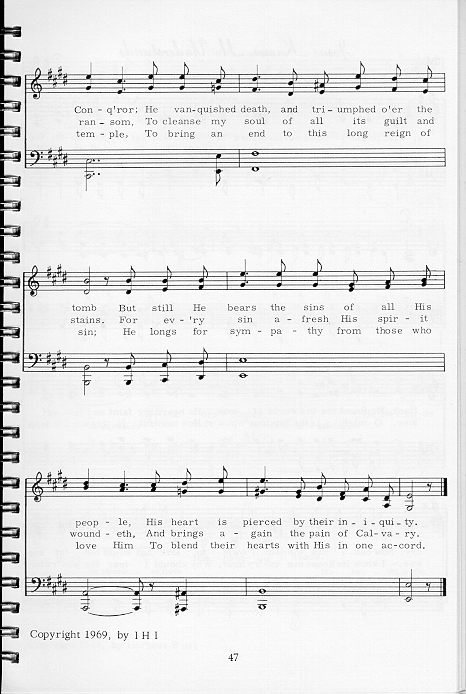 Con - q'ror; He van-quished death, and tri-umphed o'er the
ran - som, To cleanse my soul of all its guilt and
tem - ple, To bring an end to this long reign of
tomb But still He bears the sins of all His
stains. For ev-'ry sin a - fresh His spir - it
sin; He longs for sym - pa - thy from those who
peop - le, His heart is pierced by their in - i - qui - ty.
wound - eth, And brings a - gain the pain of Cal - va - ry.
love Him To blend their hearts with His in one ac-cord.
Copyright 1969, by 1 H 1
47